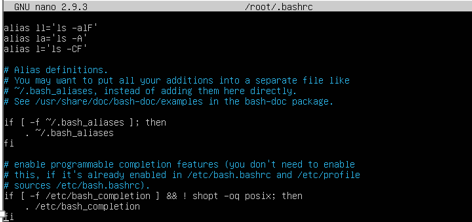 GNU nano 2.9.3 /root/.bashrc
alias ll='ls -alF'
alias la='ls -A'
alias l='ls -CF'
# Alias definitions.
# You may want to put all your additions into a separate file like
# ~/.bash_aliases, instead of adding them here directly.
# See /usr/share/doc/bash-doc/examples in the bash-doc package.
if [ -f ~/.bash_aliases ]; then
. ~/.bash_aliases
fi
# enable programmable completion features (you don't need to enable
# this, if it's already enabled in /etc/bash.bashrc and /etc/profile
# sources /etc/bash.bashrc).
if [ -f /etc/bash_completion ] && ! shopt -oq posix; then
. /etc/bash_completion
fi